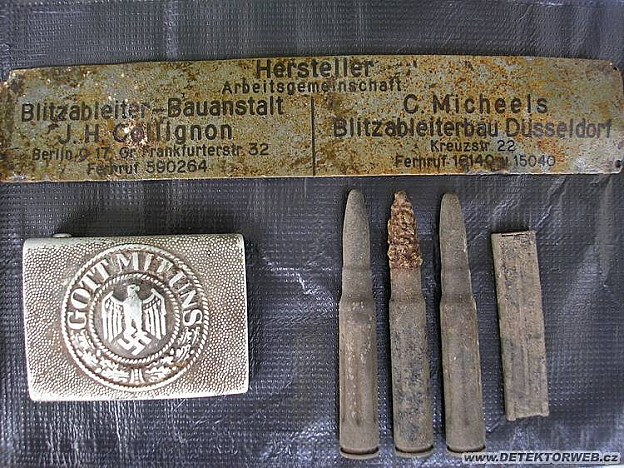 Hersteller
Arbeitsgemeinschaft
Blitzableiter-Bauanstalt
J. H. Collignon
Berlin O 17, Gr. Frankfurterstr. 32
Fernruf 590264
C. Micheels
Blitzableiterbau Düsseldorf
Kreuzstr. 22
Fernruf 16140 u 15040
GOTT MIT UNS
www.DETEKTORWEB.cz